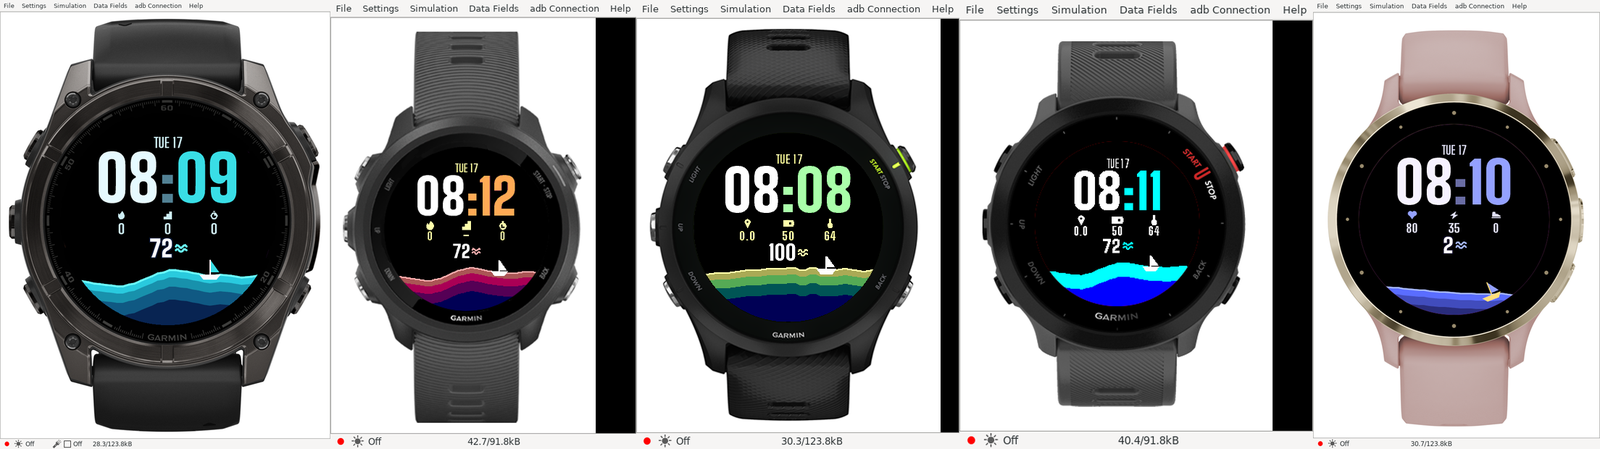 File Settings Simulation Data Fields adb Connection Help
60
50
20
40
TUE 17
08:09
0 0 0
72
GARMIN
Off Off 28.3/123.8kB
File Settings Simulation Data Fields adb Connection Help
LIGHT
START·STOP
UP
DOWN
BACK
TUE 17
08:12
0 – 0
72
GARMIN
Off 42.7/91.8kB
File Settings Simulation Data Fields adb Connection Help
LIGHT
START STOP
UP
DOWN
BACK
TUE 17
08:08
0.0 50 64
100
GARMIN
Off 30.3/123.8kB
File Settings Simulation Data Fields adb Connection Help
LIGHT
START STOP
UP
DOWN
BACK
TUE 17
08:11
0.0 50 64
72
GARMIN
Off 40.4/91.8kB
File Settings Simulation Data Fields adb Connection Help
TUE 17
08:10
80 35 0
2
Off 30.7/123.8kB